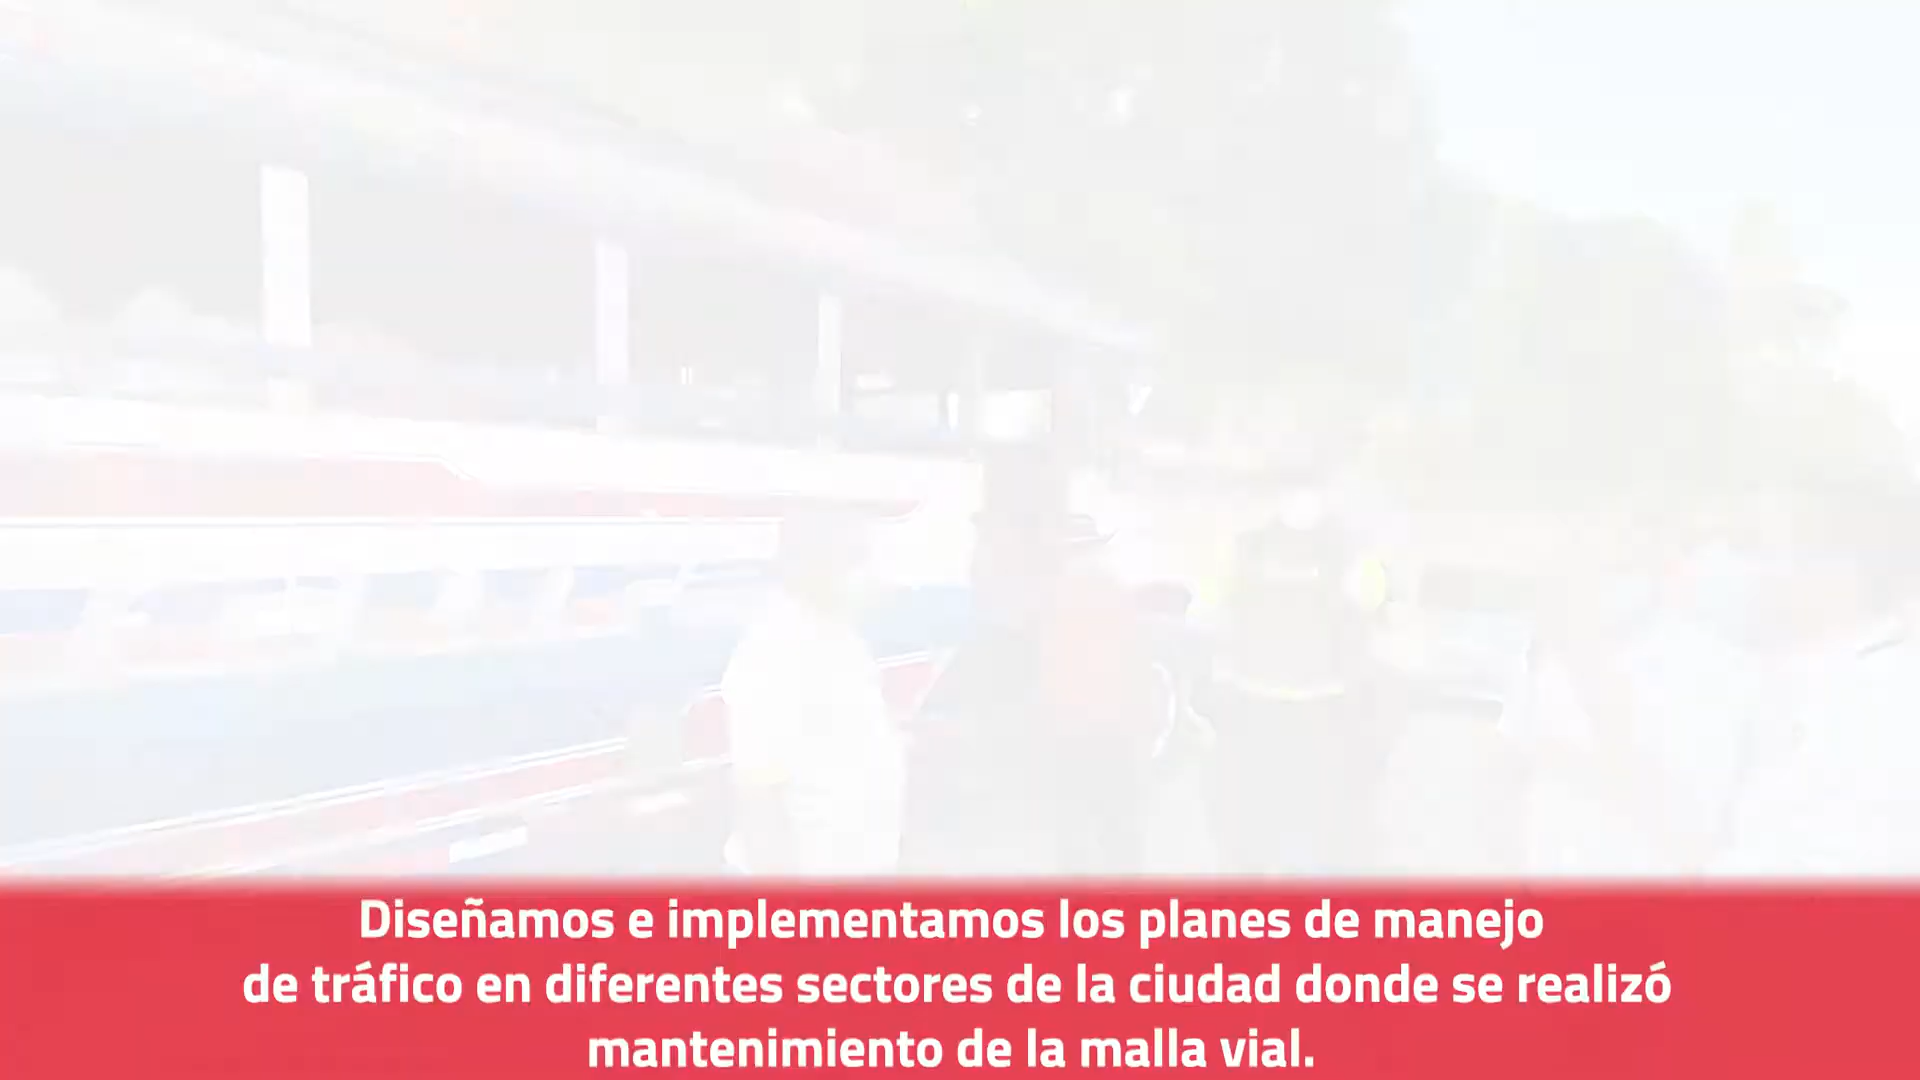 Diseñamos e implementamos los planes de manejo
de tráfico en diferentes sectores de la ciudad donde se realizó
mantenimiento de la malla vial.